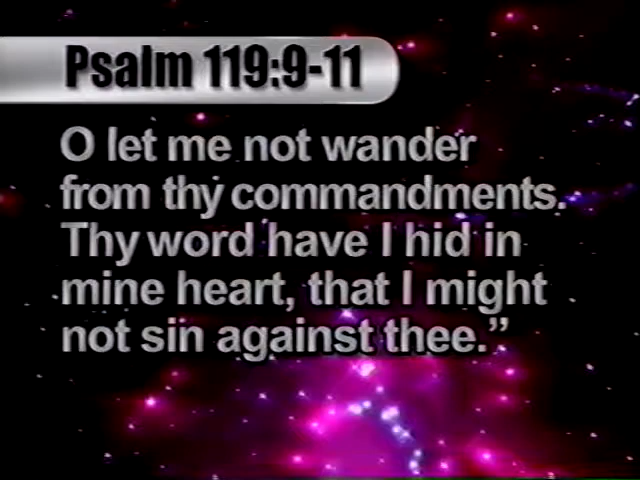 Psalm 119:9-11
O let me not wander
from thy commandments.
Thy word have I hid in
mine heart, that I might
not sin against thee.”